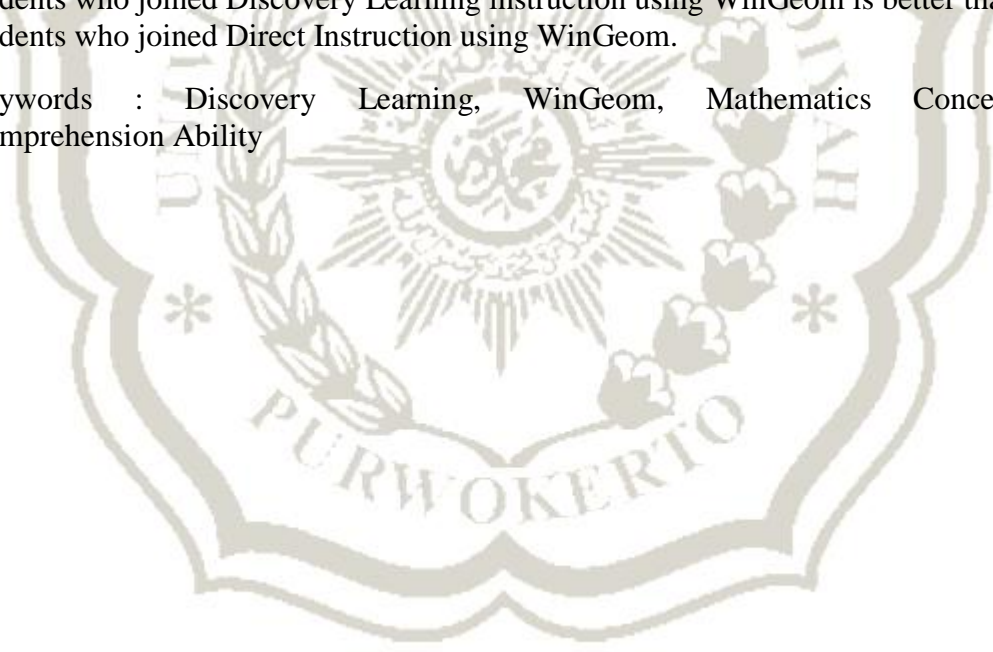 dents who joined Discovery Learning instruction using WinGeom is better tha
dents who joined Direct Instruction using WinGeom.
ywords : Discovery Learning, WinGeom, Mathematics Conce
mprehension Ability
PURWOKERTO